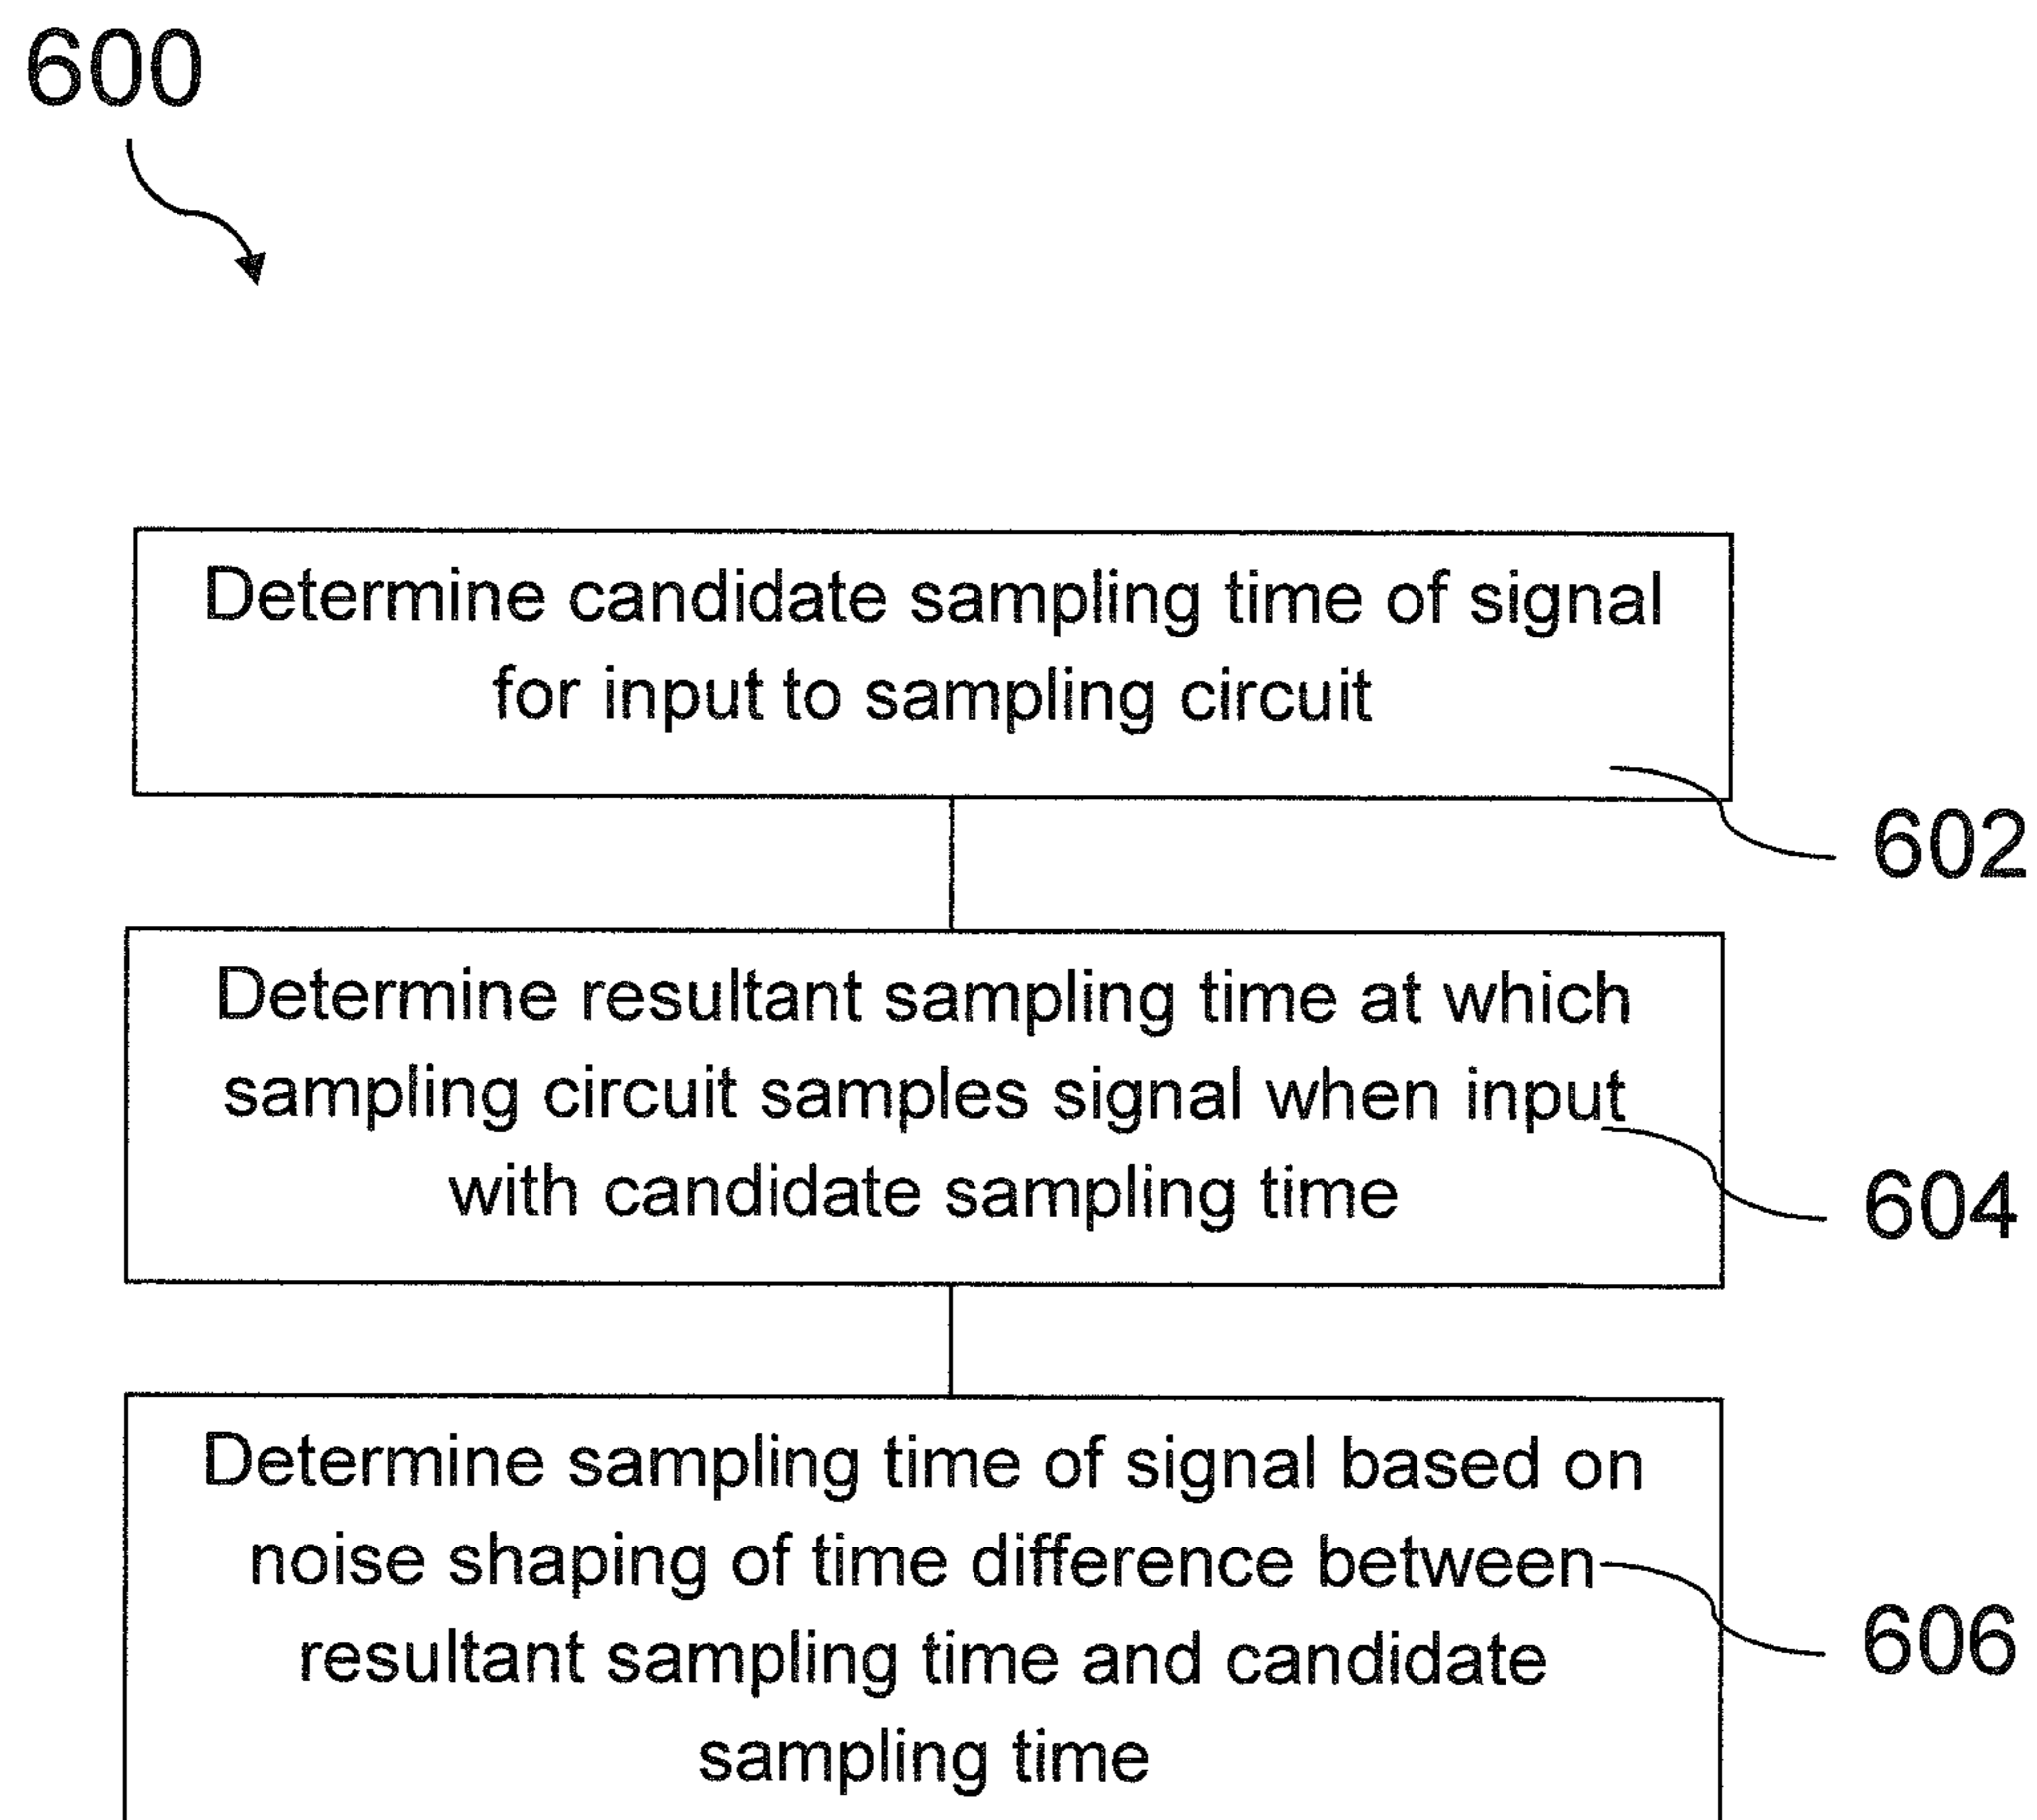 600
Determine candidate sampling time of signal
for input to sampling circuit
602
Determine resultant sampling time at which
sampling circuit samples signal when input
with candidate sampling time
604
Determine sampling time of signal based on
noise shaping of time difference between
resultant sampling time and candidate
sampling time
606